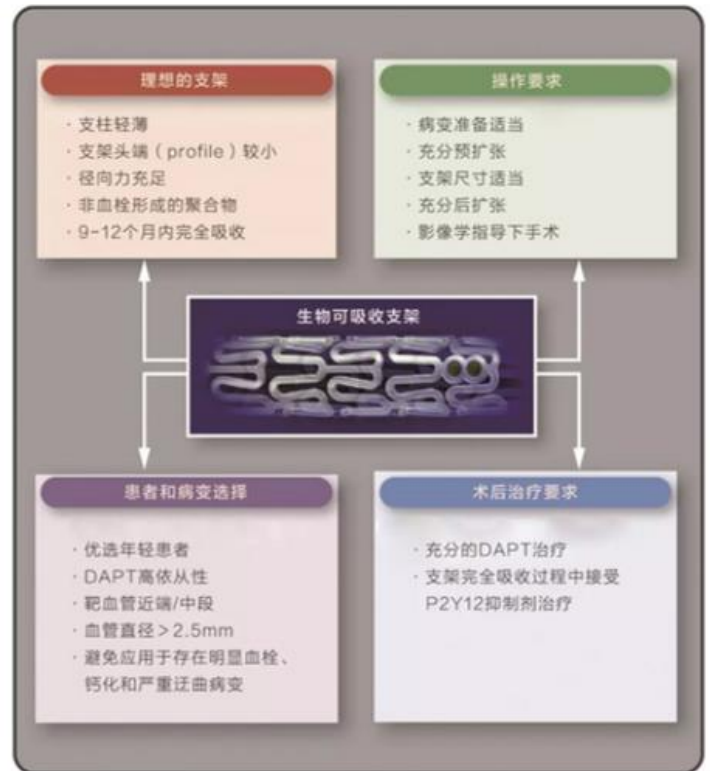 理想的支架
· 支柱轻薄
· 支架头端（profile）较小
· 径向力充足
· 非血栓形成的聚合物
· 9-12个月内完全吸收
操作要求
· 病变准备适当
· 充分预扩张
· 支架尺寸适当
· 充分后扩张
· 影像学指导下手术
生物可吸收支架
患者和病变选择
· 优选年轻患者
· DAPT高依从性
· 靶血管近端/中段
· 血管直径＞2.5mm
· 避免应用于存在明显血栓、
钙化和严重迂曲病变
术后治疗要求
· 充分的DAPT治疗
· 支架完全吸收过程中接受
P2Y12抑制剂治疗